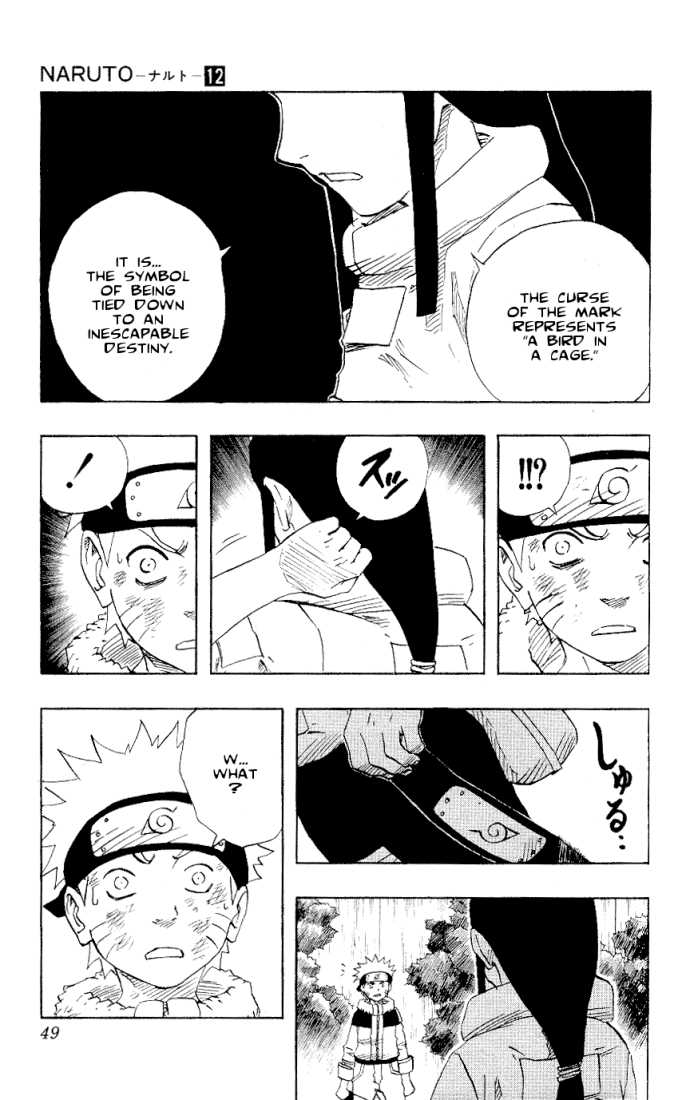 NARUTO -ナルト- 12
THE CURSE
OF THE MARK
REPRESENTS
"A BIRD IN
A CAGE."
IT IS...
THE SYMBOL
OF BEING
TIED DOWN
TO AN
INESCAPABLE
DESTINY.
!!?
スッ
!
しゅる‥
W...
WHAT
?
49